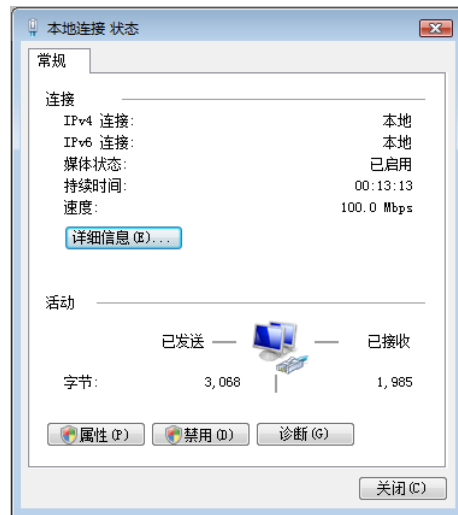 本地连接 状态
常规
连接
IPv4 连接: 本地
IPv6 连接: 本地
媒体状态: 已启用
持续时间: 00:13:13
速度: 100.0 Mbps
详细信息(E)...
活动
已发送 — — 已接收
字节: 3,068 | 1,985
属性(P) 禁用(D) 诊断(G)
关闭(C)